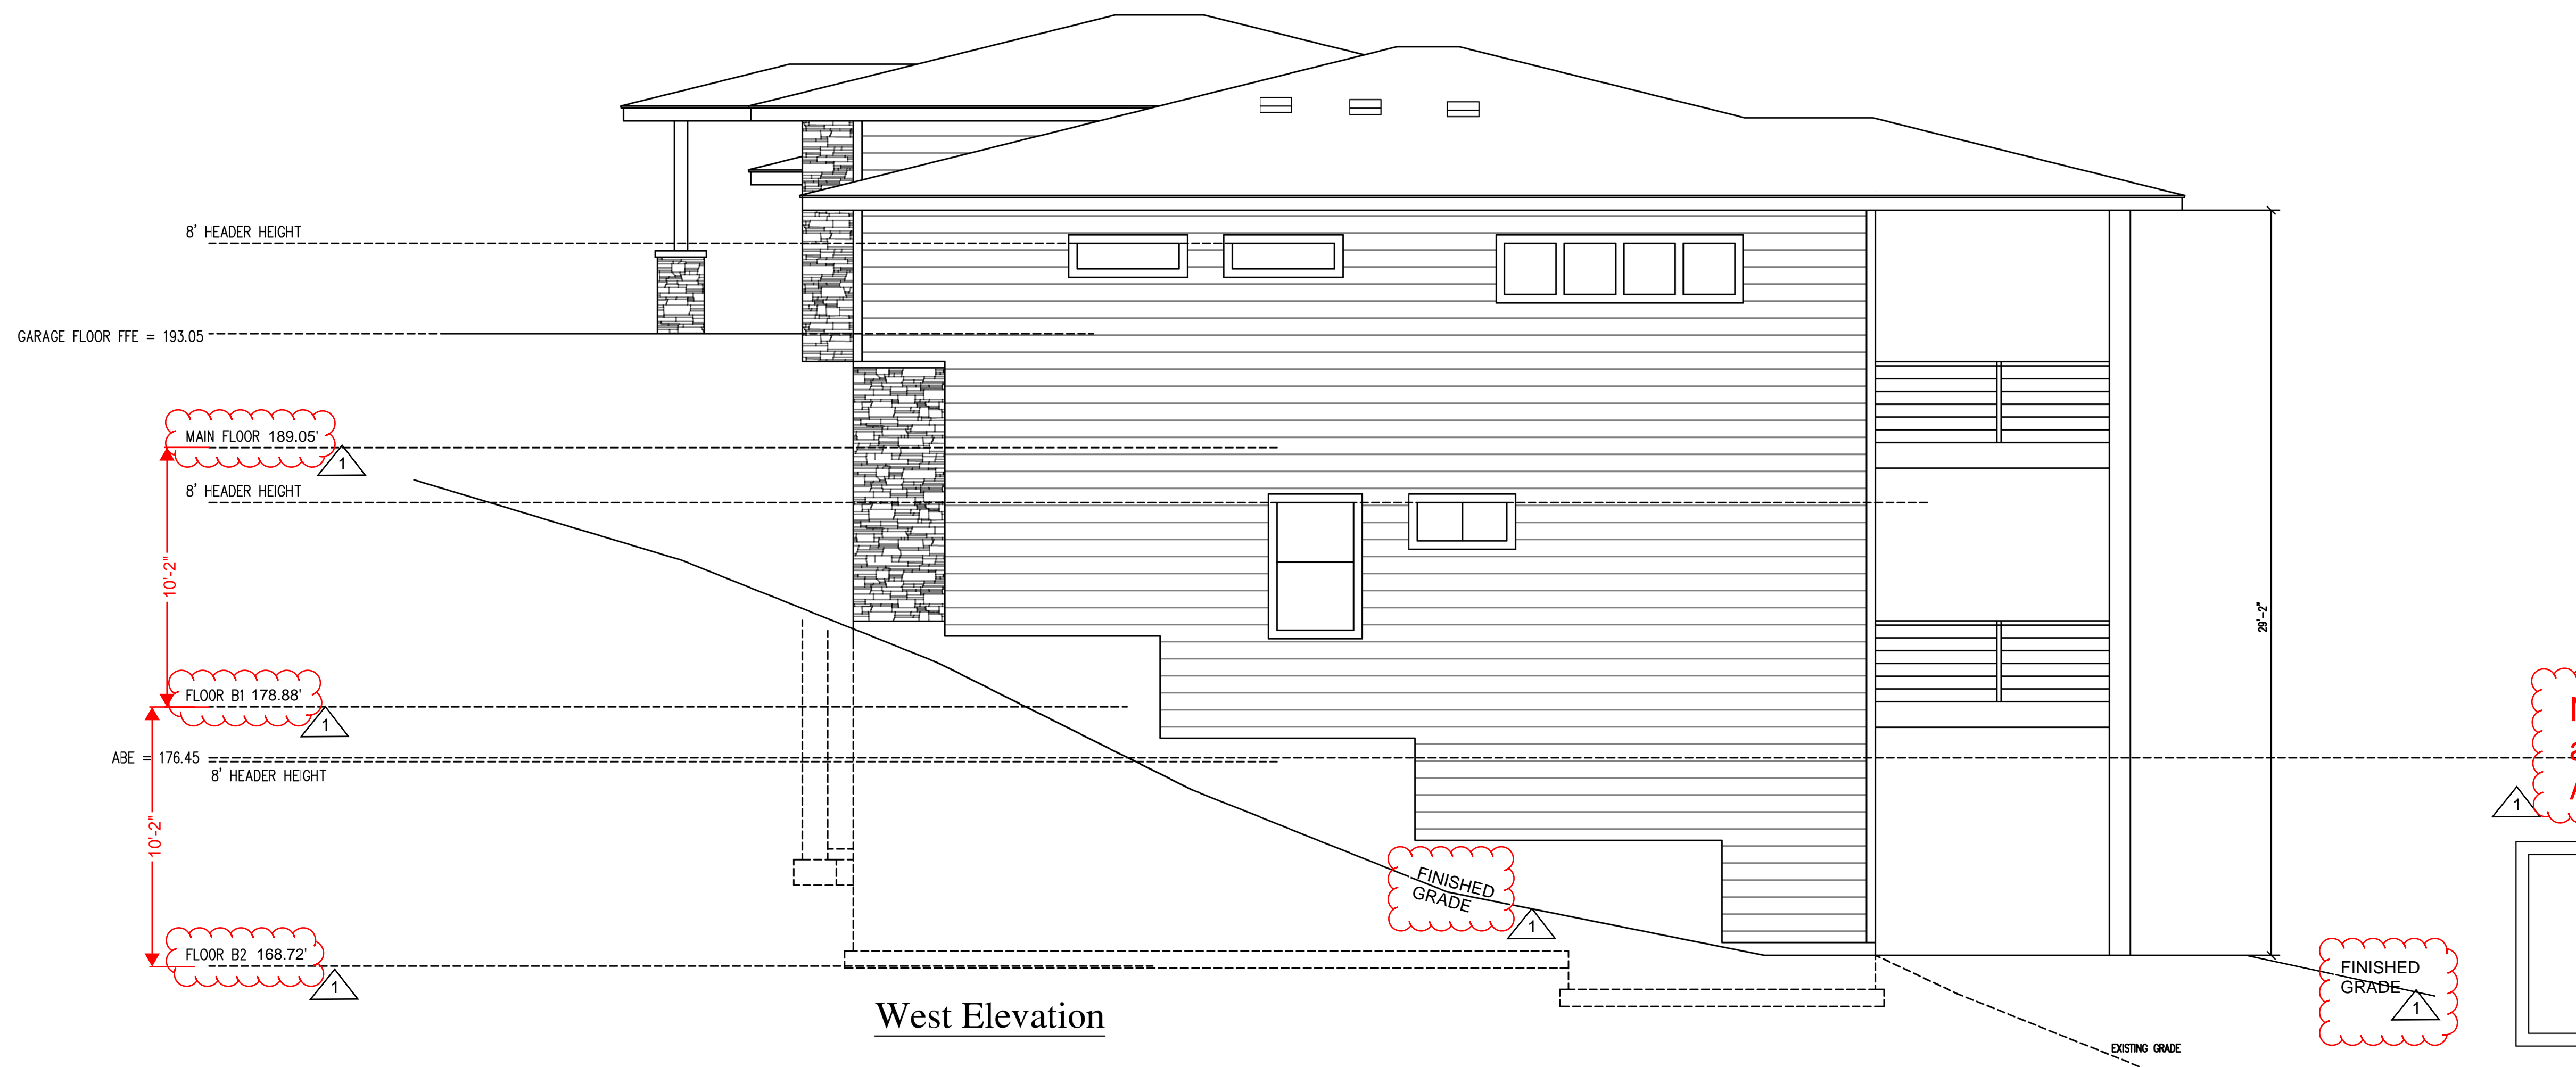 8' HEADER HEIGHT
GARAGE FLOOR FFE = 193.05
MAIN FLOOR 189.05'
1
8' HEADER HEIGHT
10'-2"
29'-2"
FLOOR B1 178.88'
1
ABE = 176.45
8' HEADER HEIGHT
1
10'-2"
FINISHED
GRADE
1
FLOOR B2 168.72'
1
FINISHED
GRADE
1
West Elevation
EXISTING GRADE